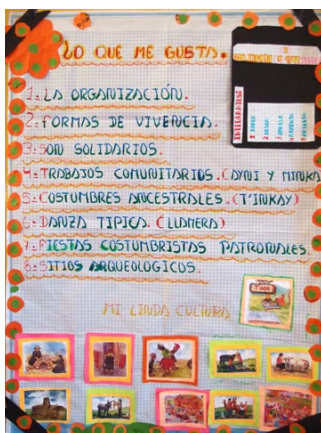 LO QUE ME GUSTA.
1=LA ORGANIZACIÓN.
2=FORMAS DE VIVENCIA.
3=SON SOLIDARIOS.
4=TRABAJOS COMUNITARIOS. (AYNI Y MINKA)
5=COSTUMBRES ANCESTRALES. (T'INKAY)
6=DANZA TIPICA. (LLAMERA)
7=FIESTAS COSTUMBRISTAS PATRONALES.
8=SITIOS ARQUEOLOGICOS.
MI LINDA CULTURA